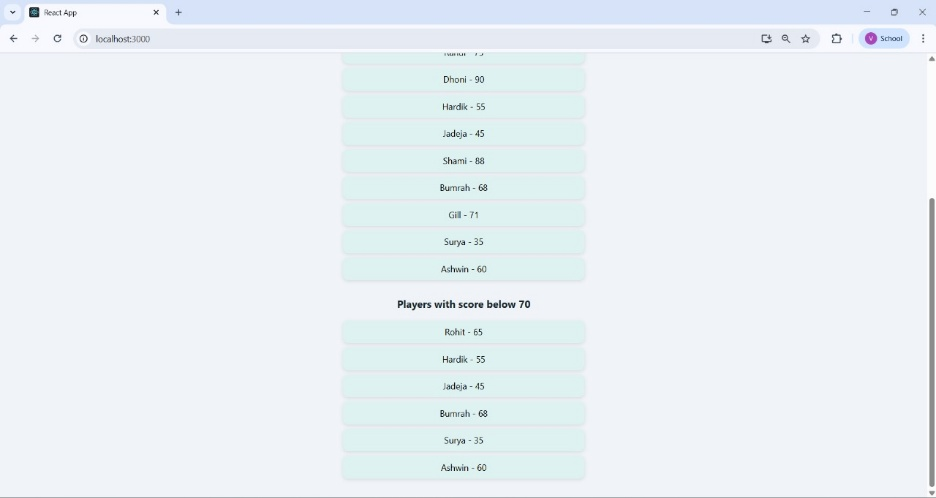 React App
localhost:3000
School
Dhoni - 90
Hardik - 55
Jadeja - 45
Shami - 88
Bumrah - 68
Gill - 71
Surya - 35
Ashwin - 60
Players with score below 70
Rohit - 65
Hardik - 55
Jadeja - 45
Bumrah - 68
Surya - 35
Ashwin - 60